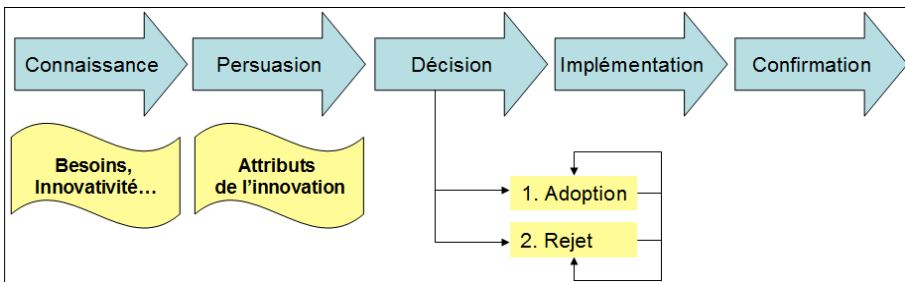 Connaissance
Persuasion
Décision
Implémentation
Confirmation
Besoins,
Innovativité...
Attributs
de l'innovation
1. Adoption
2. Rejet